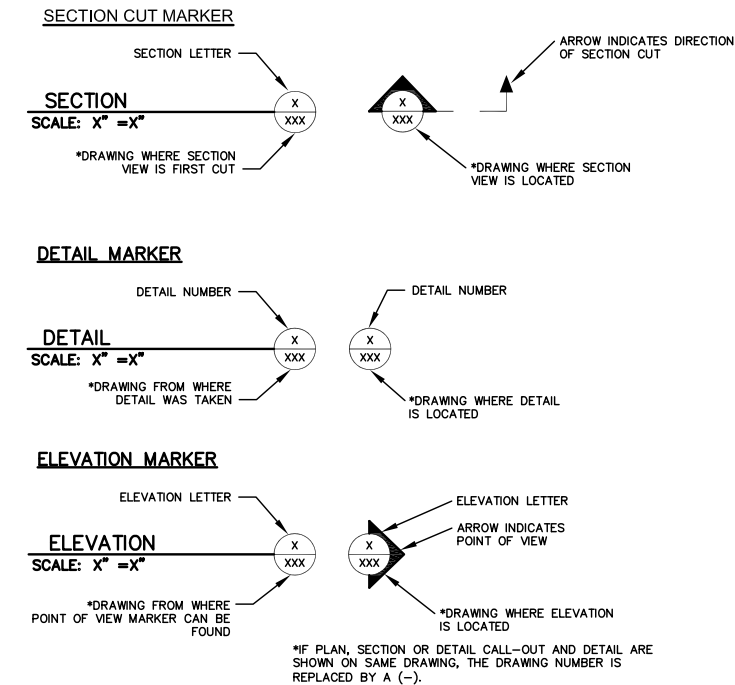 SECTION CUT MARKER
SECTION LETTER
ARROW INDICATES DIRECTION
OF SECTION CUT
SECTION
SCALE: X" =X"
X
XXX
X
XXX
*DRAWING WHERE SECTION
VIEW IS FIRST CUT
*DRAWING WHERE SECTION
VIEW IS LOCATED
DETAIL MARKER
DETAIL NUMBER
DETAIL NUMBER
DETAIL
SCALE: X" =X"
X
XXX
X
XXX
*DRAWING FROM WHERE
DETAIL WAS TAKEN
*DRAWING WHERE DETAIL
IS LOCATED
ELEVATION MARKER
ELEVATION LETTER
ELEVATION LETTER
ARROW INDICATES
POINT OF VIEW
ELEVATION
SCALE: X" =X"
X
XXX
X
XXX
*DRAWING FROM WHERE
POINT OF VIEW MARKER CAN BE
FOUND
*DRAWING WHERE ELEVATION
IS LOCATED
*IF PLAN, SECTION OR DETAIL CALL-OUT AND DETAIL ARE
SHOWN ON SAME DRAWING, THE DRAWING NUMBER IS
REPLACED BY A (-).